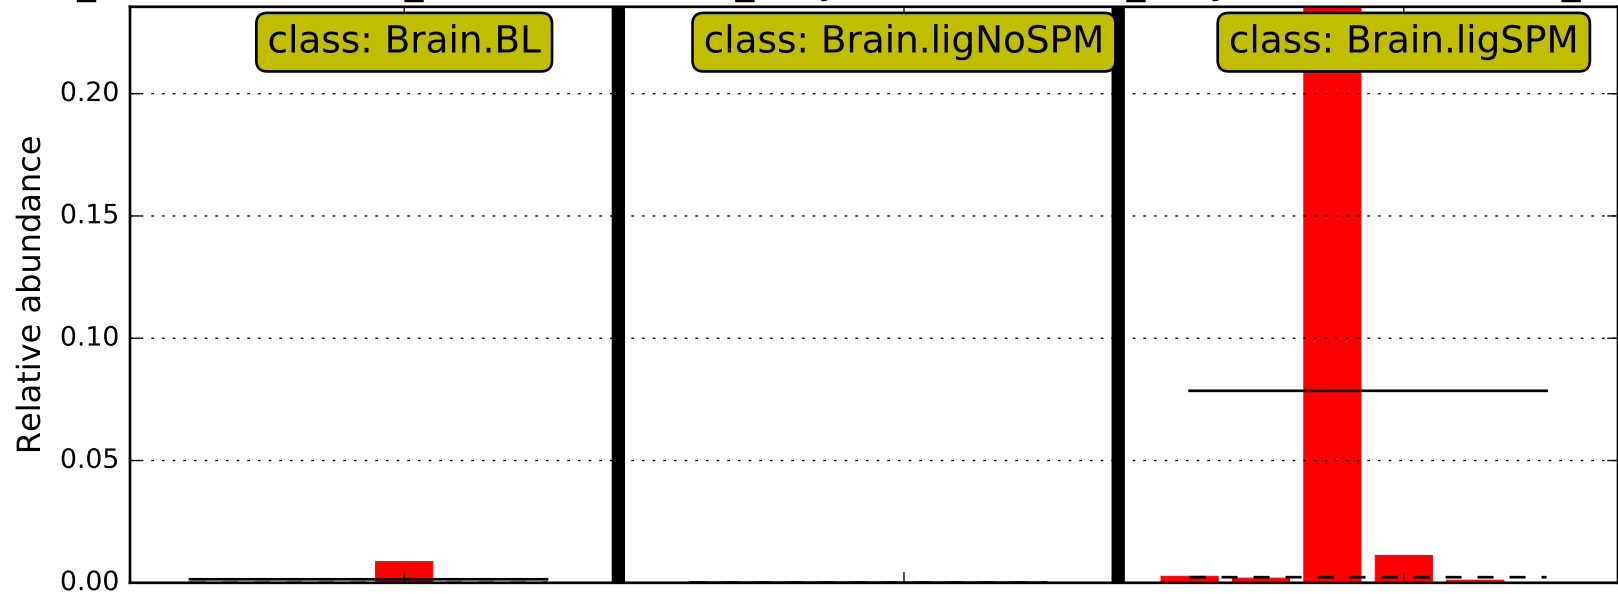 class: Brain.BL
class: Brain.ligNoSPM
class: Brain.ligSPM
0.20
0.15
0.10
0.05
0.00
Relative abundance